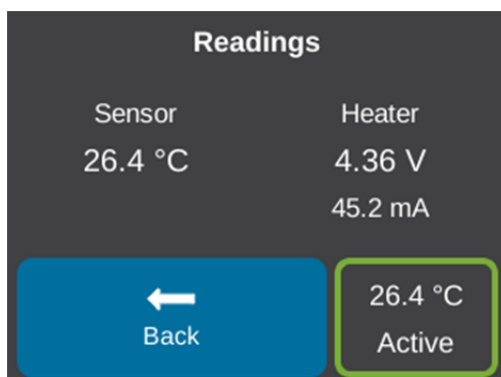 Readings
Sensor
Heater
26.4 °C
4.36 V
45.2 mA
Back
26.4 °C
Active